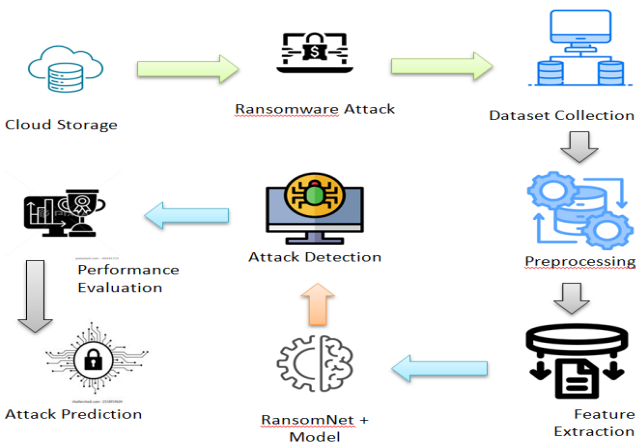 Cloud Storage
Ransomware Attack
Dataset Collection
Performance
Evaluation
Attack Detection
Preprocessing
Attack Prediction
RansomNet +
Model
Feature
Extraction